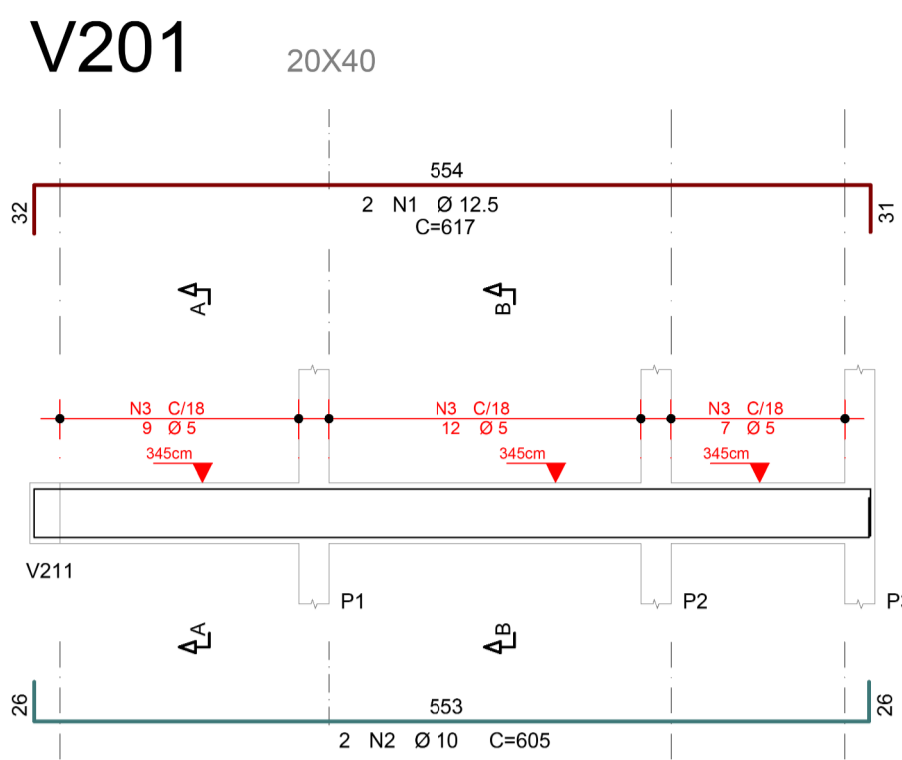 V201 20X40
554
32
2 N1 Ø 12.5
C=617
31
A
B
N3 C/18
9 Ø 5
N3 C/18
12 Ø 5
N3 C/18
7 Ø 5
345cm
345cm
345cm
V211
P1
P2
P3
A
B
26
553
26
2 N2 Ø 10 C=605